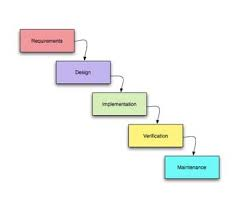 Requirements
Design
Implementation
Verification
Maintenance